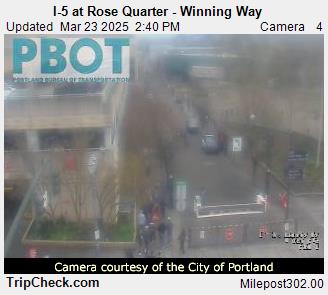 I-5 at Rose Quarter - Winning Way
Updated Mar 23 2025 2:40 PM Camera 4
PBOT
PORTLAND BUREAU OF TRANSPORTATION
Camera courtesy of the City of Portland
TripCheck.com Milepost302.00